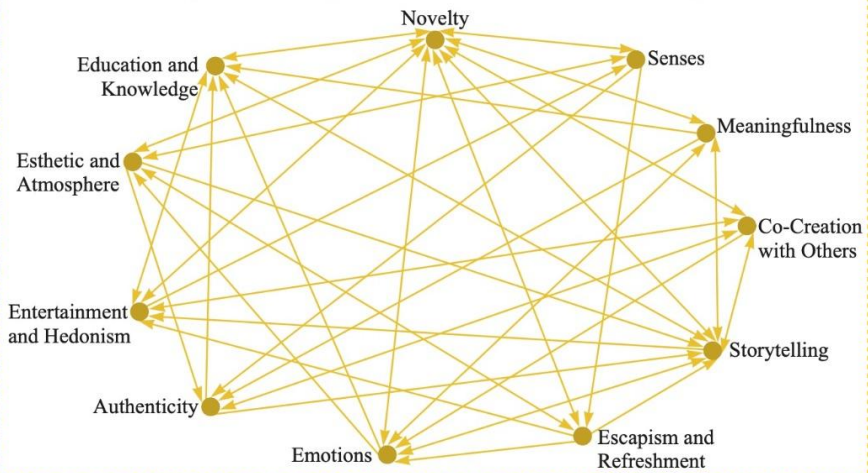 Novelty
Education and
Knowledge
Senses
Meaningfulness
Esthetic and
Atmosphere
Co-Creation
with Others
Entertainment
and Hedonism
Storytelling
Authenticity
Emotions
Escapism and
Refreshment